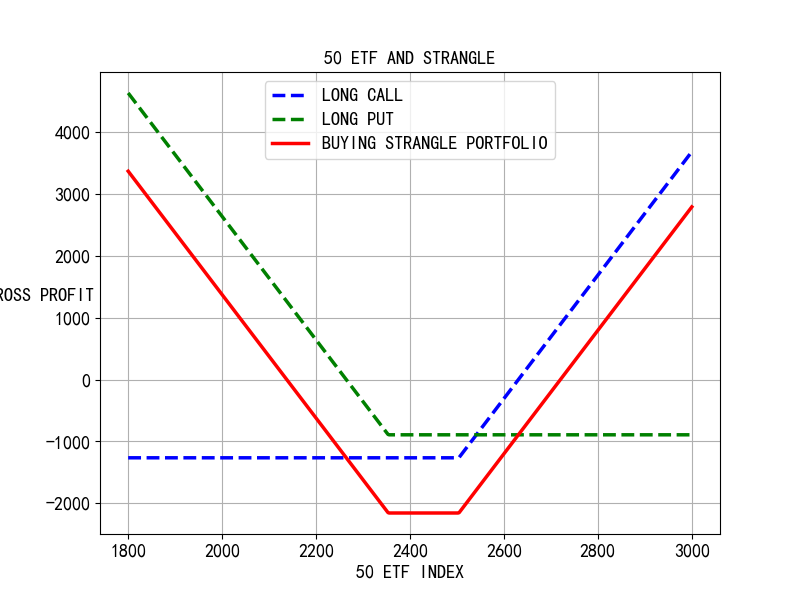 50 ETF AND STRANGLE
LONG CALL
LONG PUT
BUYING STRANGLE PORTFOLIO
4000
3000
2000
ROSS PROFIT
1000
0
−1000
−2000
1800 2000 2200 2400 2600 2800 3000
50 ETF INDEX